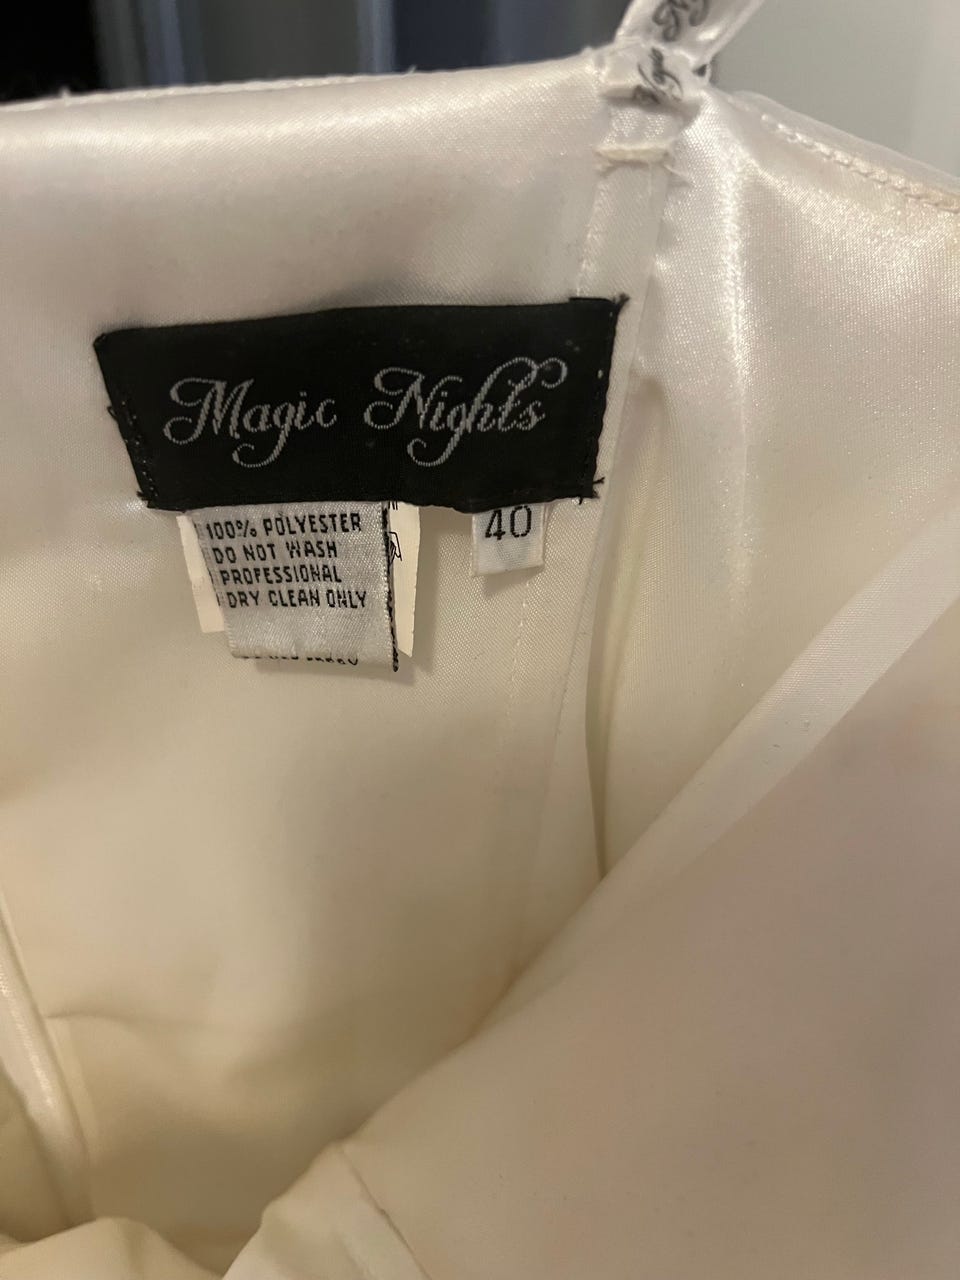 Magic Nights
100% POLYESTER
DO NOT WASH
PROFESSIONAL
DRY CLEAN ONLY
40